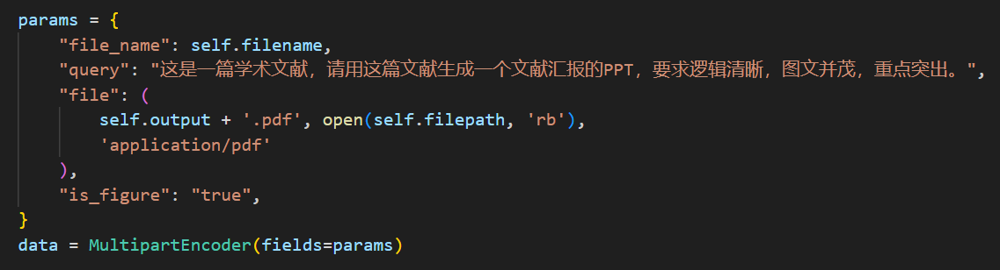 params = {
    "file_name": self.filename,
    "query": "这是一篇学术文献，请用这篇文献生成一个文献汇报的PPT，要求逻辑清晰，图文并茂，重点突出。",
    "file": (
        self.output + '.pdf', open(self.filepath, 'rb'),
        'application/pdf'
    ),
    "is_figure": "true",
}
data = MultipartEncoder(fields=params)